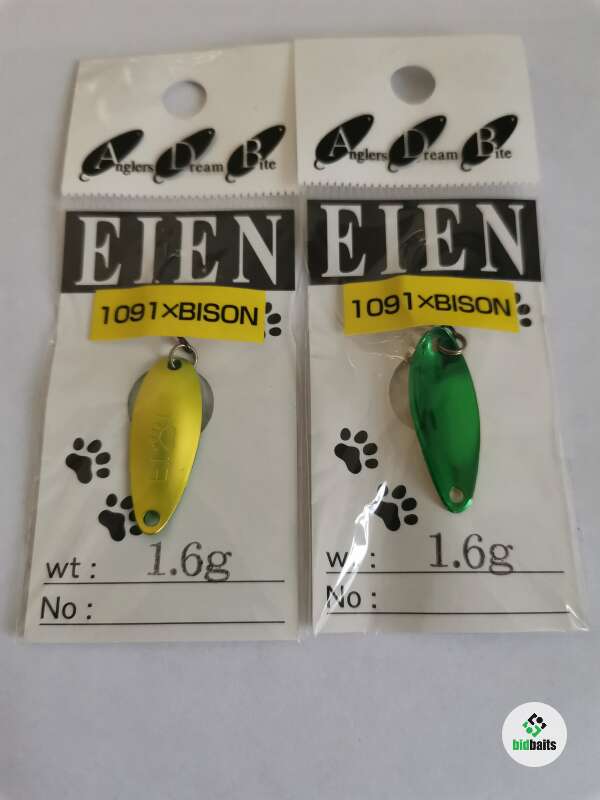 Anglers Dream Bite
EIEN
1091×BISON
wt : 1.6g
No :
Anglers Dream Bite
EIEN
1091×BISON
wt : 1.6g
No :
bidbaits